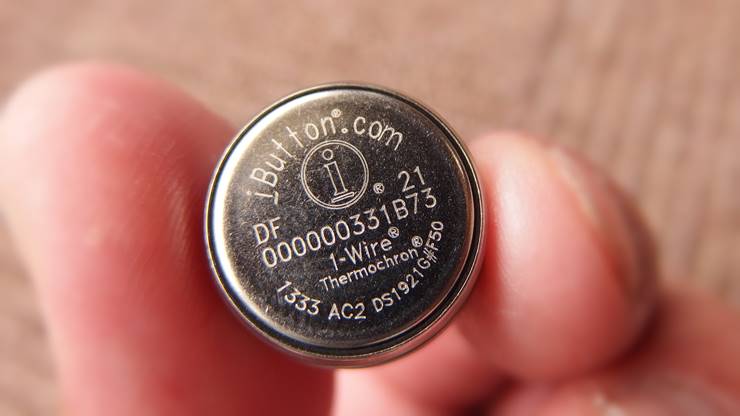 iButton®.com
i®
DF 21
000000331B73
1-Wire®
Thermochron®
1333 AC2 DS1921G#F50